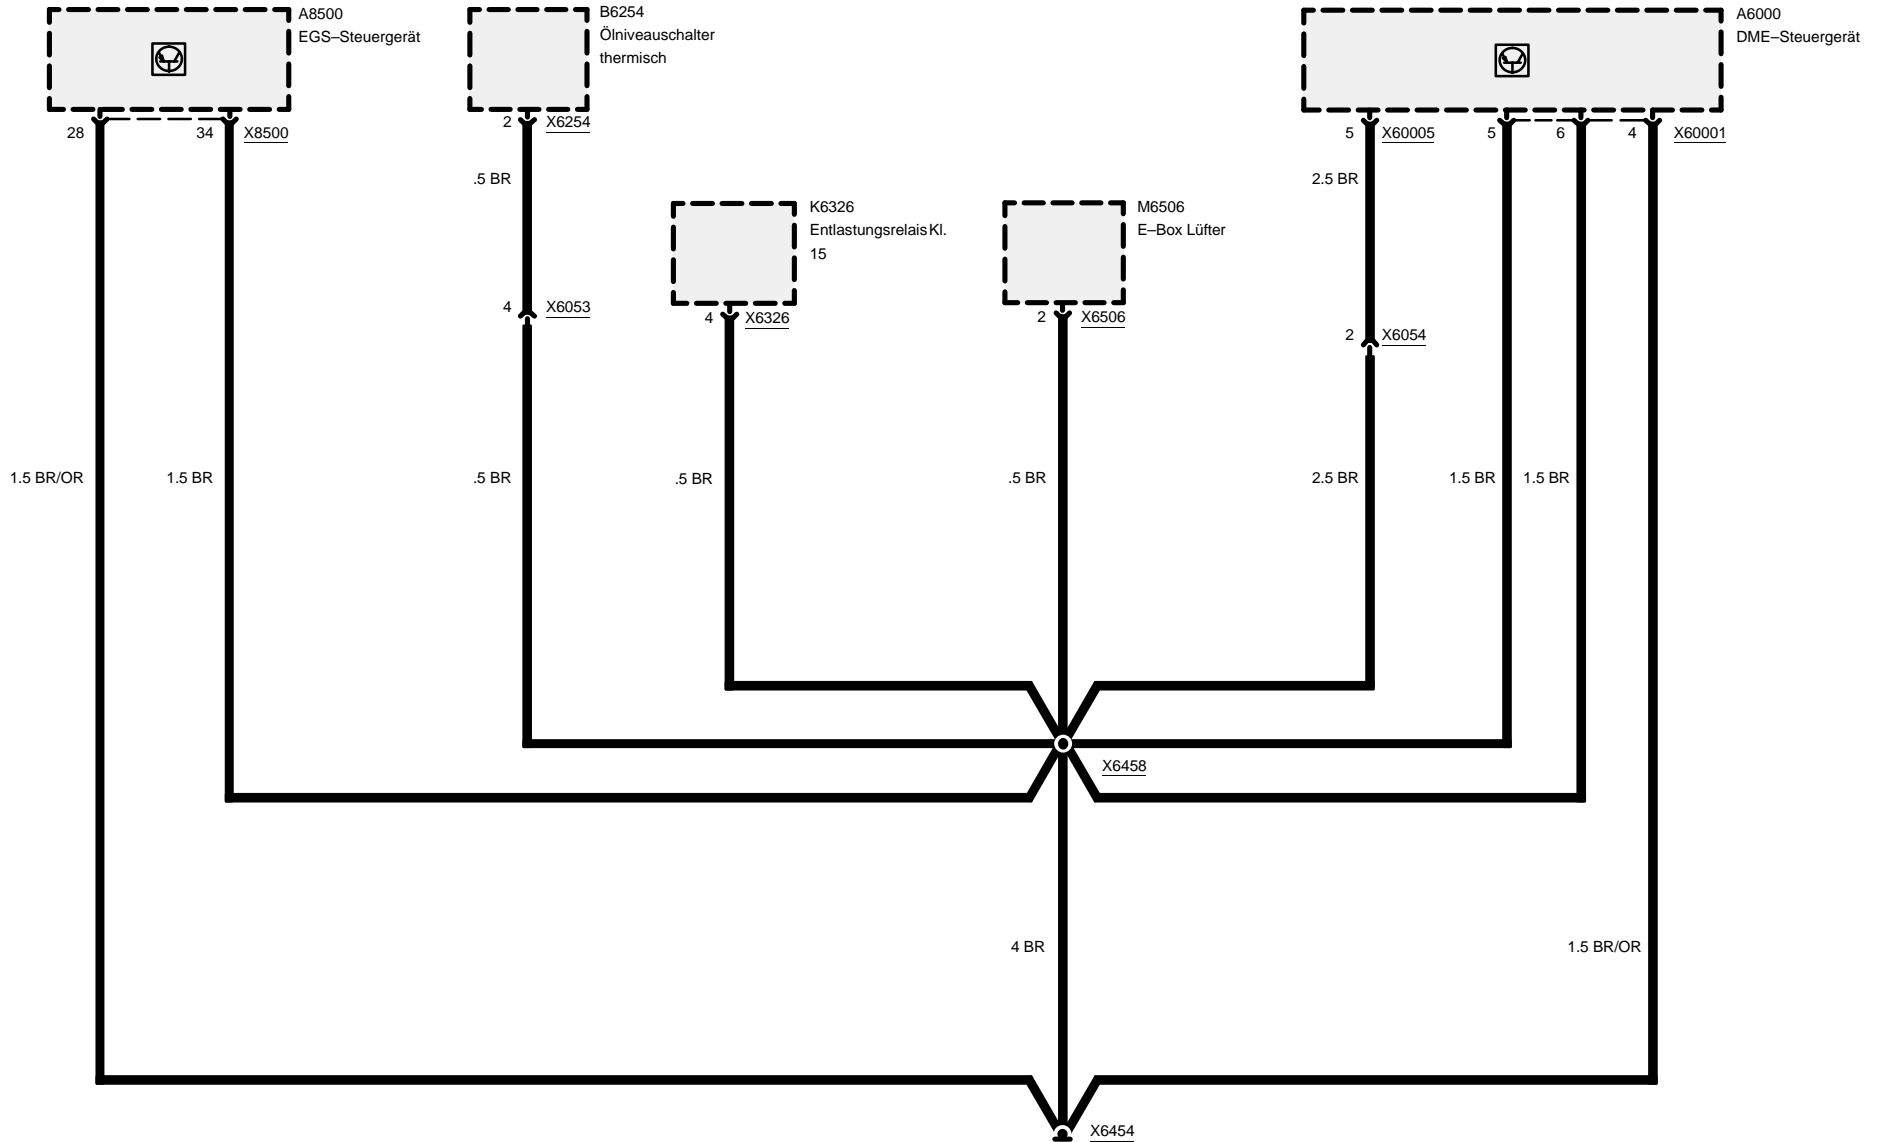 A8500
EGS–Steuergerät
B6254
Ölniveauschalter
thermisch
A6000
DME–Steuergerät
28
34
X8500
2
X6254
5
X60005
5
6
4
X60001
.5 BR
2.5 BR
K6326
Entlastungsrelais Kl.
15
M6506
E–Box Lüfter
4
X6053
4
X6326
2
X6506
2
X6054
1.5 BR/OR
1.5 BR
.5 BR
.5 BR
.5 BR
2.5 BR
1.5 BR
1.5 BR
X6458
4 BR
1.5 BR/OR
X6454